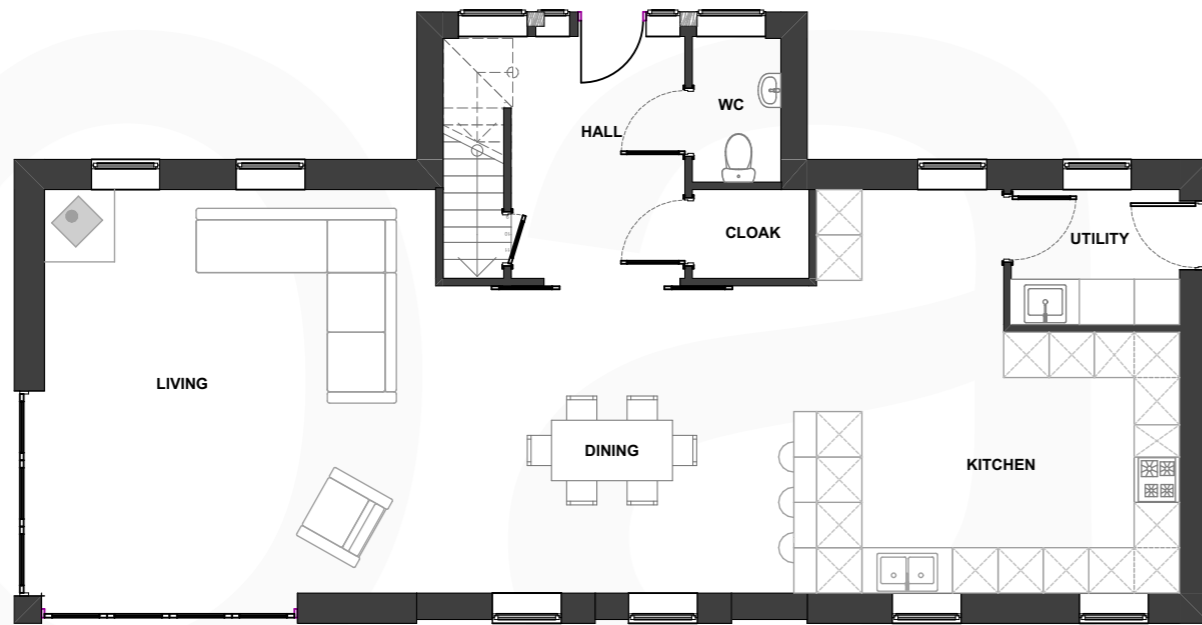 WC
HALL
CLOAK
UTILITY
LIVING
DINING
KITCHEN